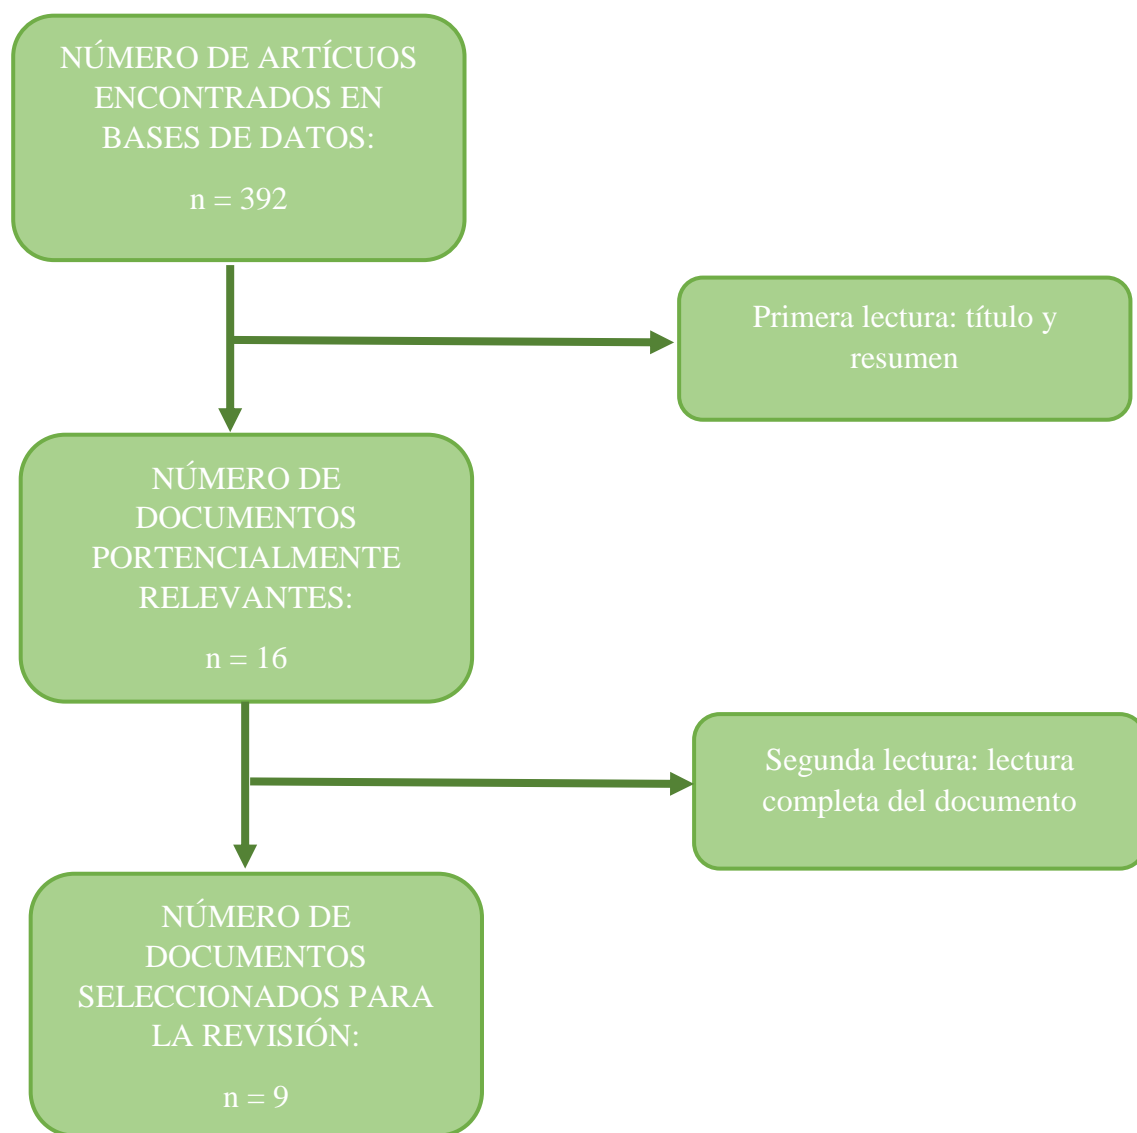 NÚMERO DE ARTÍCUOS
ENCONTRADOS EN
BASES DE DATOS:
n = 392
Primera lectura: título y
resumen
NÚMERO DE
DOCUMENTOS
PORTENCIALMENTE
RELEVANTES:
n = 16
Segunda lectura: lectura
completa del documento
NÚMERO DE
DOCUMENTOS
SELECCIONADOS PARA
LA REVISIÓN:
n = 9